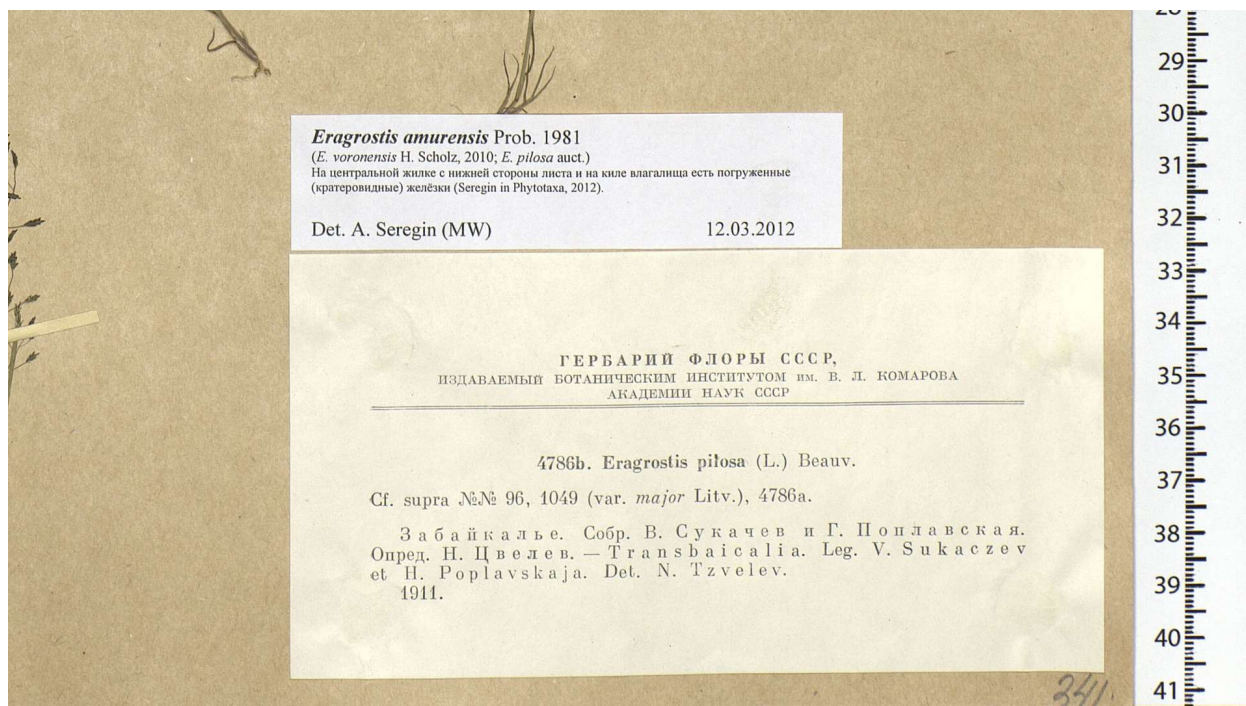 Eragrostis amurensis Prob. 1981
(E. voronensis H. Scholz, 2010; E. pilosa auct.)
На центральной жилке с нижней стороны листа и на киле влагалища есть погруженные
(кратеровидные) желёзки (Seregin in Phytotaxa, 2012).
Det. A. Seregin (MW) 12.03.2012
ГЕРБАРИЙ ФЛОРЫ СССР,
ИЗДАВАЕМЫЙ БОТАНИЧЕСКИМ ИНСТИТУТОМ им. В. Л. КОМАРОВА
АКАДЕМИИ НАУК СССР
4786b. Eragrostis pilosa (L.) Beauv.
Cf. supra №№ 96, 1049 (var. major Litv.), 4786a.
Забайкалье. Собр. В. Сукачев и Г. Поплавская.
Опред. Н. Цвелев. — Transbaicalia. Leg. V. Sukaczev
et H. Poplavskaja. Det. N. Tzvelev.
1911.
341
29
30
31
32
33
34
35
36
37
38
39
40
41